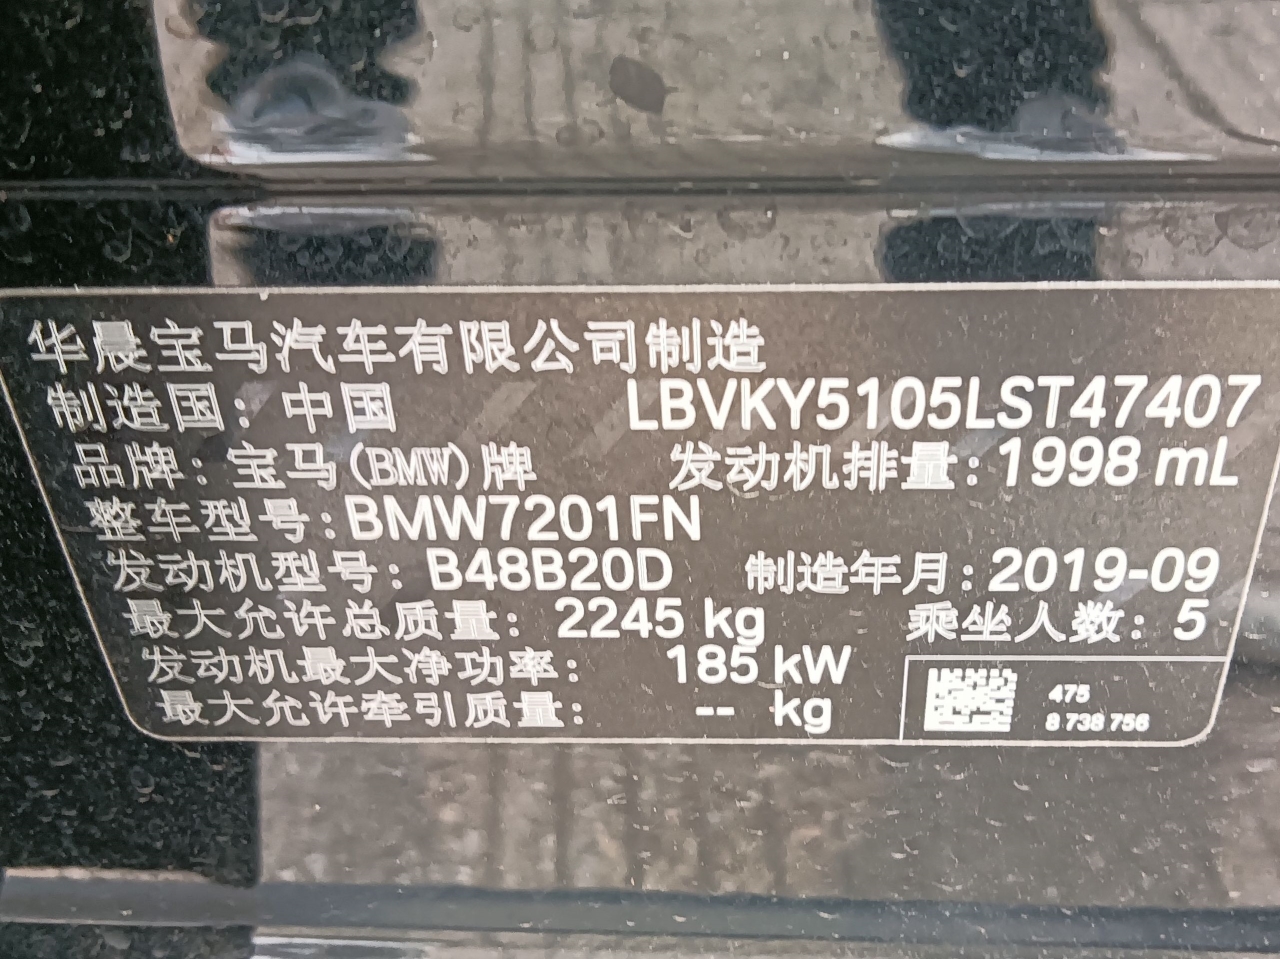 华晨宝马汽车有限公司制造
制造国：中国 LBVKY5105LST47407
品牌：宝马(BMW)牌 发动机排量：1998 mL
整车型号：BMW7201FN
发动机型号：B48B20D 制造年月：2019-09
最大允许总质量：2245 kg 乘坐人数：5
发动机最大净功率：185 kW
最大允许牵引质量：-- kg
475
8 738 756